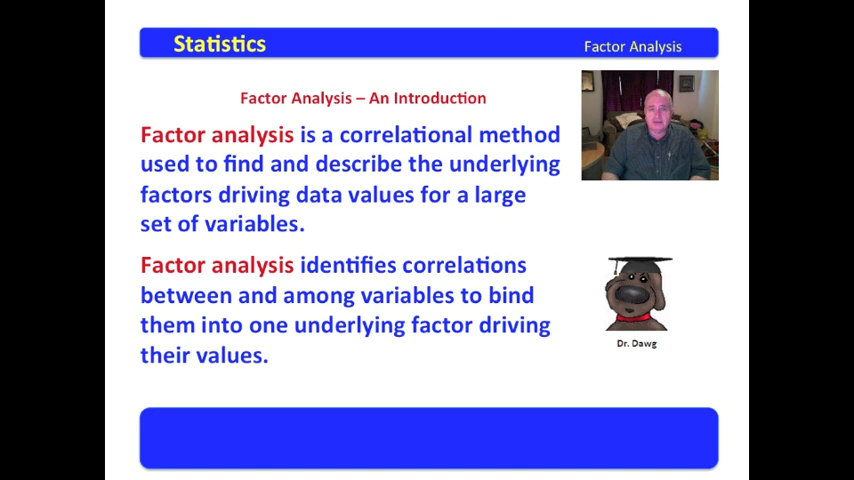 Statistics
Factor Analysis
Factor Analysis – An Introduction
Factor analysis is a correlational method
used to find and describe the underlying
factors driving data values for a large
set of variables.
Factor analysis identifies correlations
between and among variables to bind
them into one underlying factor driving
their values.
Dr. Dawg